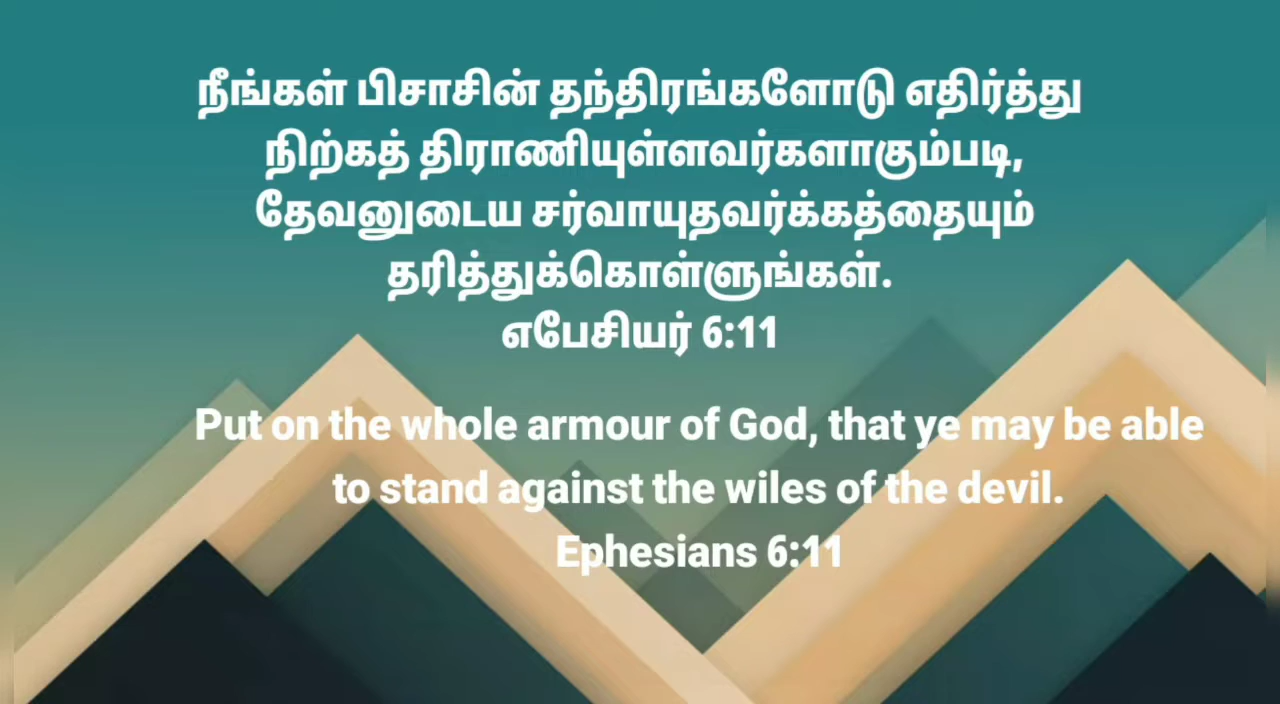 நீங்கள் பிசாசின் தந்திரங்களோடு எதிர்த்து
நிற்கத் திராணியுள்ளவர்களாகும்படி,
தேவனுடைய சர்வாயுதவர்க்கத்தையும்
தரித்துக்கொள்ளுங்கள்.
எபேசியர் 6:11
Put on the whole armour of God, that ye may be able
to stand against the wiles of the devil.
Ephesians 6:11